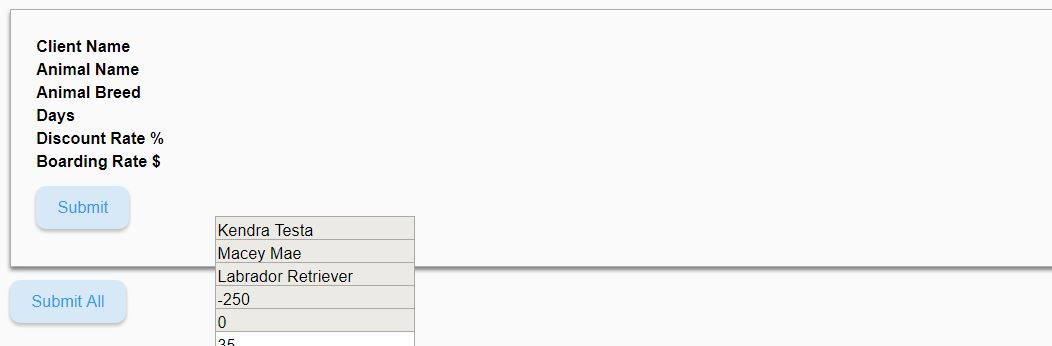 Client Name
Animal Name
Animal Breed
Days
Discount Rate %
Boarding Rate $
Submit
Kendra Testa
Macey Mae
Labrador Retriever
-250
0
35
Submit All